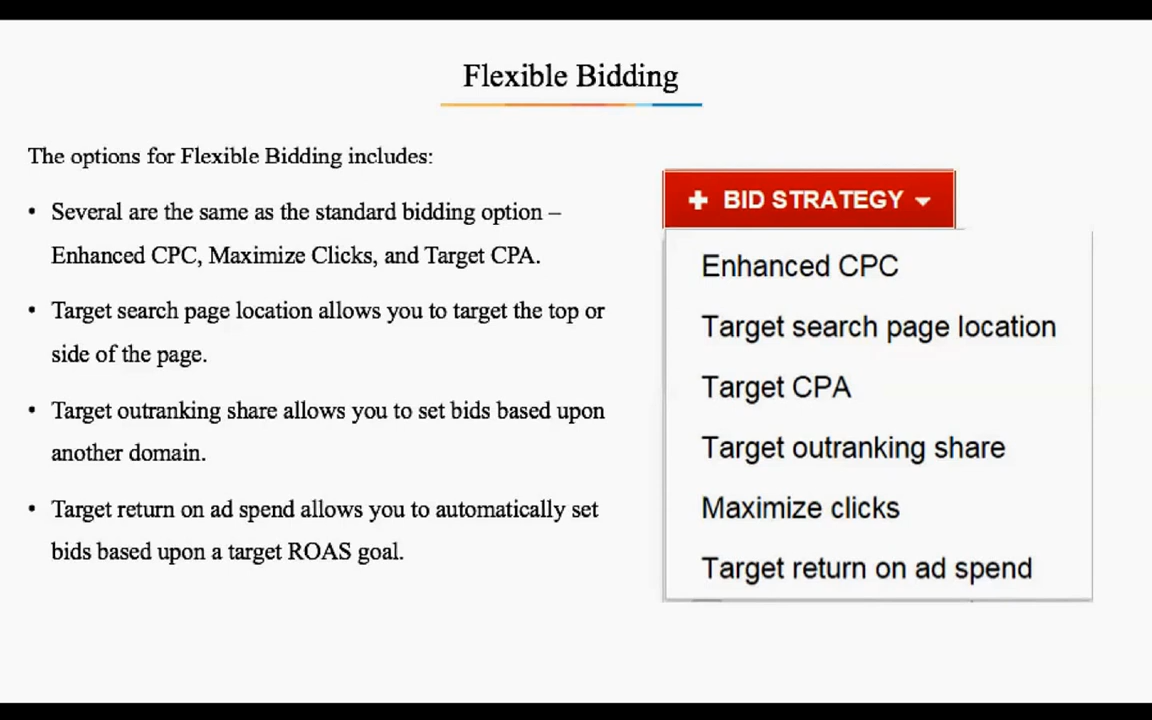 Flexible Bidding
The options for Flexible Bidding includes:
• Several are the same as the standard bidding option –
Enhanced CPC, Maximize Clicks, and Target CPA.
• Target search page location allows you to target the top or
side of the page.
• Target outranking share allows you to set bids based upon
another domain.
• Target return on ad spend allows you to automatically set
bids based upon a target ROAS goal.
BID STRATEGY
Enhanced CPC
Target search page location
Target CPA
Target outranking share
Maximize clicks
Target return on ad spend